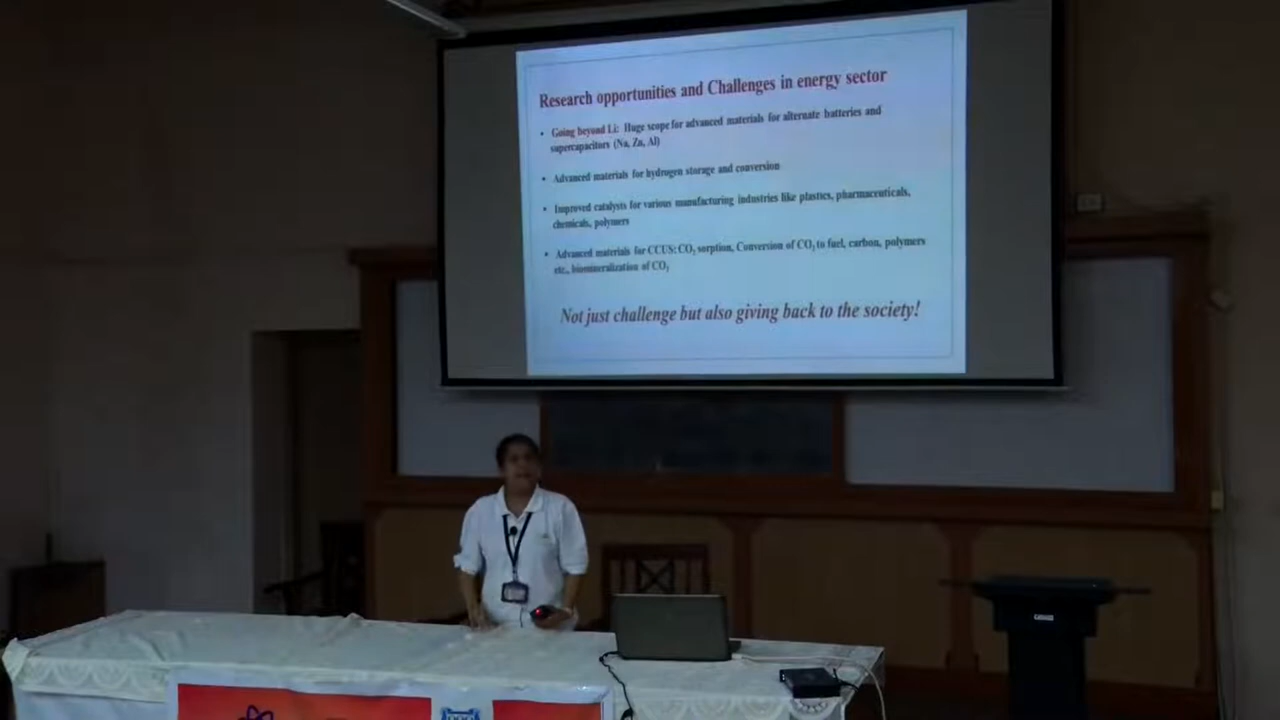 Research opportunities and Challenges in energy sector
• Going beyond Li: Huge scope for advanced materials for alternate batteries and
supercapacitors (Na, Zn, Al)
• Advanced materials for hydrogen storage and conversion
• Improved catalysts for various manufacturing industries like plastics, pharmaceuticals,
chemicals, polymers
• Advanced materials for CCUS: CO₂ sorption, Conversion of CO₂ to fuel, carbon, polymers
etc., biomineralization of CO₂
Not just challenge but also giving back to the society!